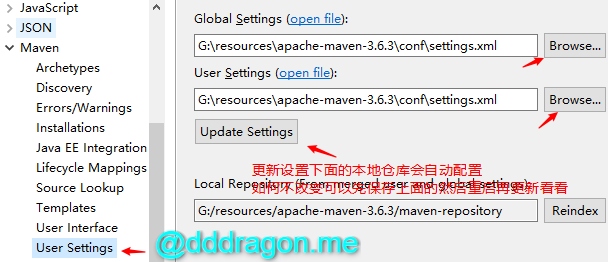 JavaScript
JSON
Maven
Archetypes
Discovery
Errors/Warnings
Installations
Java EE Integration
Lifecycle Mappings
Source Lookup
Templates
User Interface
User Settings
Global Settings (open file):
G:\resources\apache-maven-3.6.3\conf\settings.xml
Browse...
User Settings (open file):
G:\resources\apache-maven-3.6.3\conf\settings.xml
Browse...
Update Settings
更新设置下面的本地仓库会自动配置
Local Repository (From merged user and global settings):
如何不改变可以先保存上面的然后重启再更新看看
G:/resources/apache-maven-3.6.3/maven-repository
Reindex
@dddragon.me